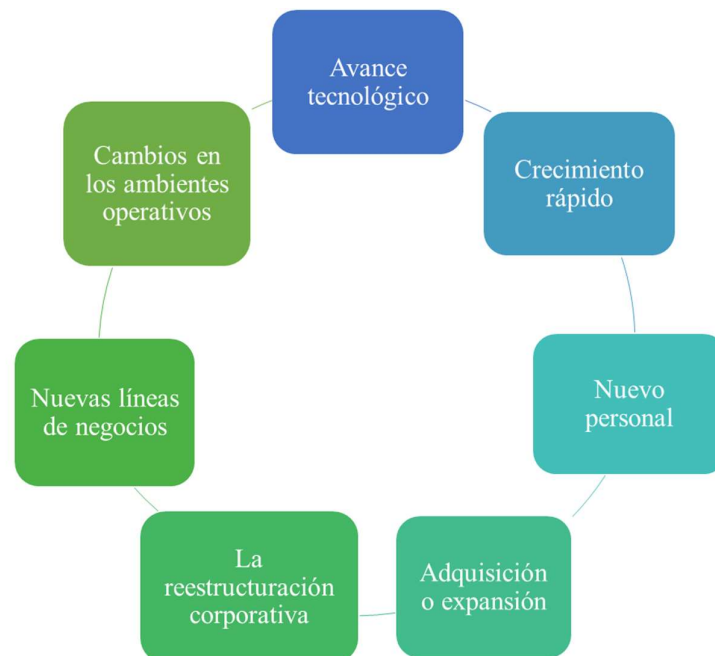 Avance
tecnológico
Crecimiento
rápido
Nuevo
personal
Adquisición
o expansión
La
reestructuración
corporativa
Nuevas líneas
de negocios
Cambios en
los ambientes
operativos